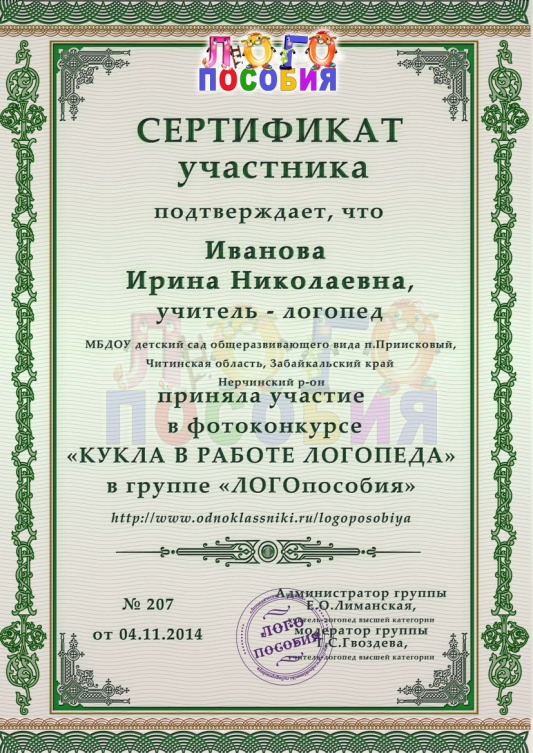 ЛОГО
ПОСОБИЯ
СЕРТИФИКАТ
участника
подтверждает, что
Иванова
Ирина Николаевна,
учитель - логопед
МБДОУ детский сад общеразвивающего вида п.Приисковый,
Читинская область, Забайкальский край
Нерчинский р-он
приняла участие
в фотоконкурсе
«КУКЛА В РАБОТЕ ЛОГОПЕДА»
в группе «ЛОГОпособия»
http://www.odnoklassniki.ru/logoposobiya
№ 207
от 04.11.2014
Администратор группы
Е.О.Лиманская,
учитель-логопед высшей категории
модератор группы
Т.С.Гвоздева,
учитель-логопед высшей категории
ЛОГО
ПОСОБИЯ